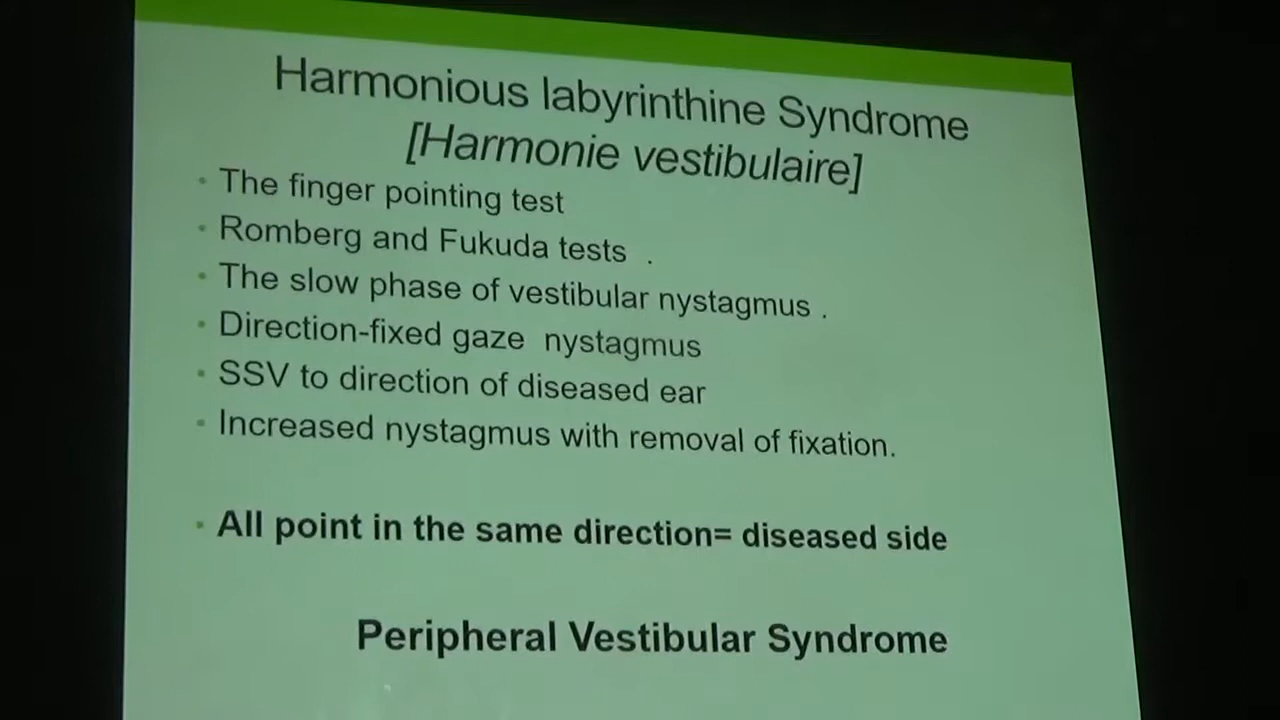 Harmonious labyrinthine Syndrome
[Harmonie vestibulaire]
• The finger pointing test
• Romberg and Fukuda tests .
• The slow phase of vestibular nystagmus .
• Direction-fixed gaze nystagmus
• SSV to direction of diseased ear
• Increased nystagmus with removal of fixation.
• All point in the same direction= diseased side
Peripheral Vestibular Syndrome